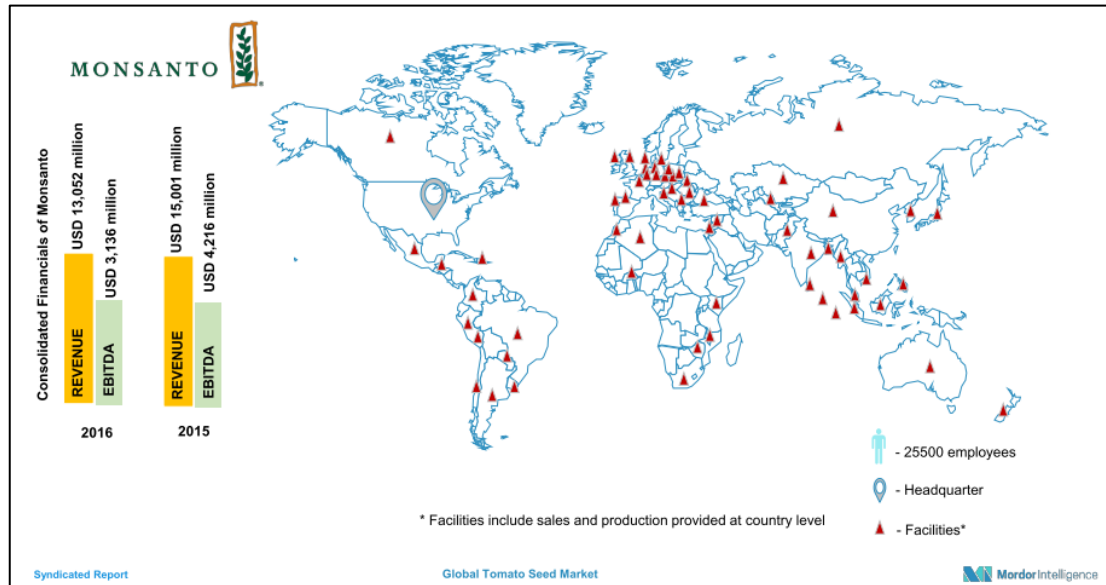 MONSANTO
Consolidated Financials of Monsanto
REVENUE
USD 13,052 million
EBITDA
USD 3,136 million
2016
REVENUE
USD 15,001 million
EBITDA
USD 4,216 million
2015
- 25500 employees
- Headquarter
- Facilities*
* Facilities include sales and production provided at country level
Syndicated Report
Global Tomato Seed Market
MordorIntelligence